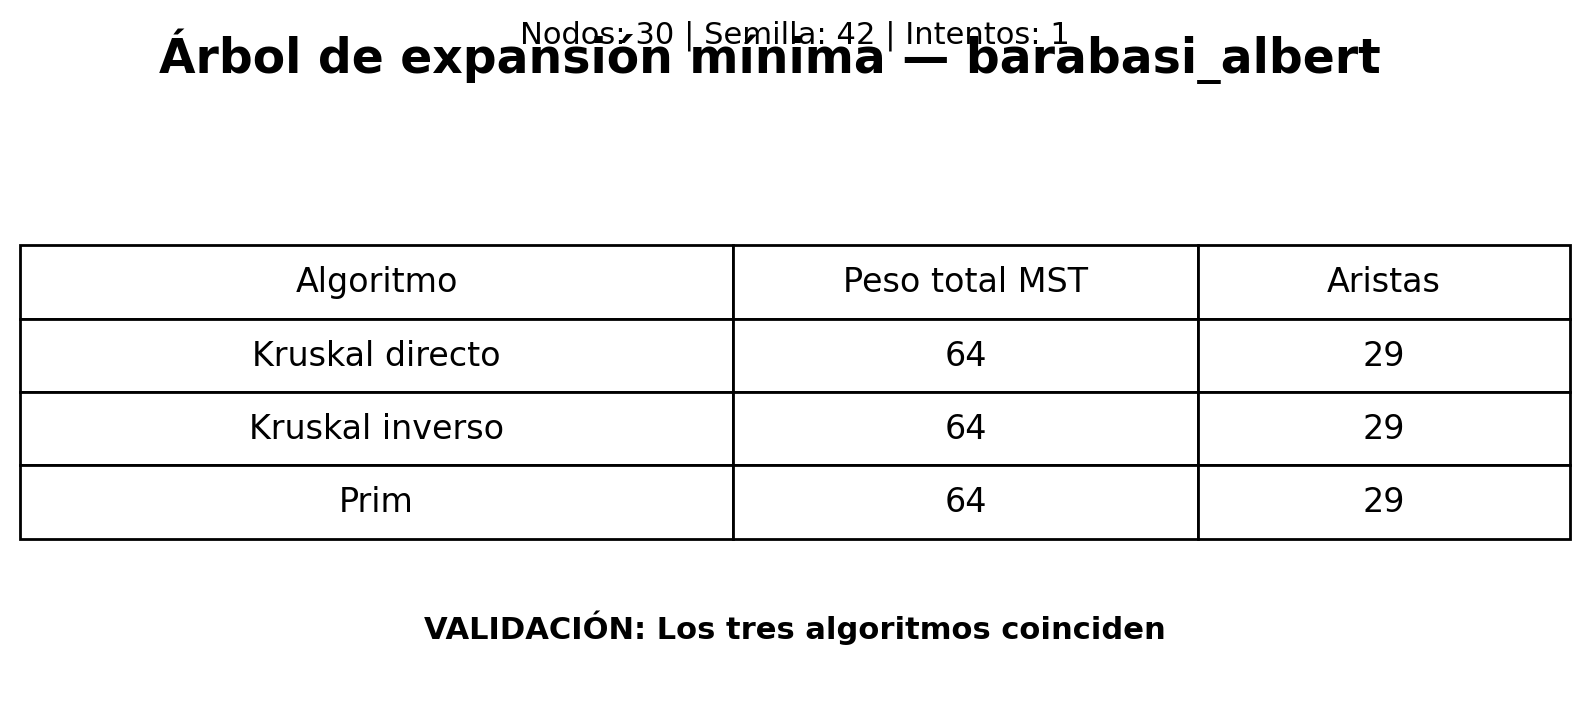 Nodos: 30 | Semilla: 42 | Intentos: 1
Árbol de expansión mínima — barabasi_albert
Algoritmo Peso total MST Aristas
Kruskal directo 64 29
Kruskal inverso 64 29
Prim 64 29
VALIDACIÓN: Los tres algoritmos coinciden